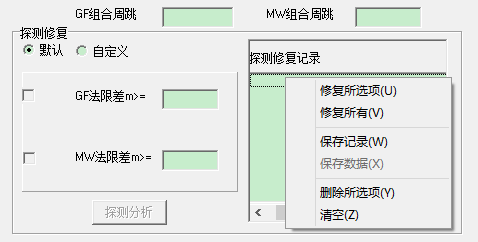 GF组合周跳
MW组合周跳
探测修复
默认
自定义
探测修复记录
GF法限差m>=
MW法限差m>=
探测分析
修复所选项(U)
修复所有(V)
保存记录(W)
保存数据(X)
删除所选项(Y)
清空(Z)